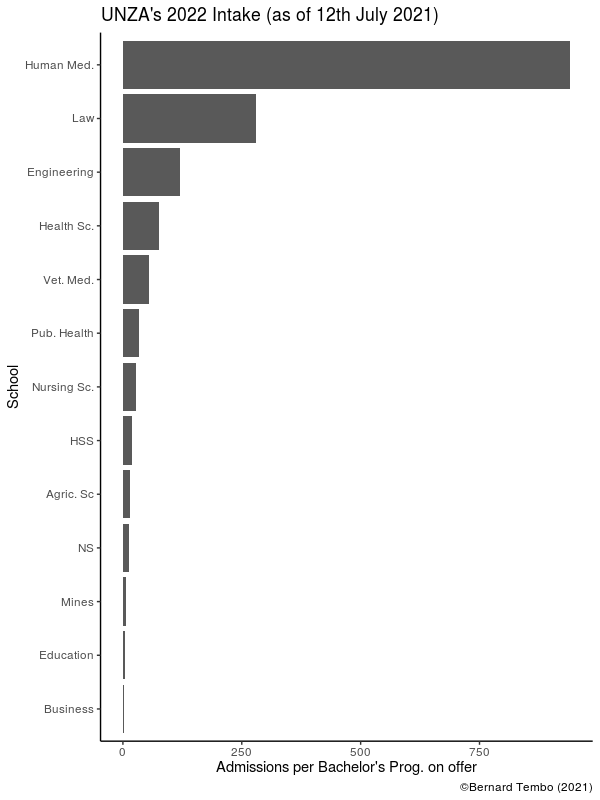 UNZA's 2022 Intake (as of 12th July 2021)
School
Human Med.
Law
Engineering
Health Sc.
Vet. Med.
Pub. Health
Nursing Sc.
HSS
Agric. Sc
NS
Mines
Education
Business
0 250 500 750
Admissions per Bachelor's Prog. on offer
©Bernard Tembo (2021)